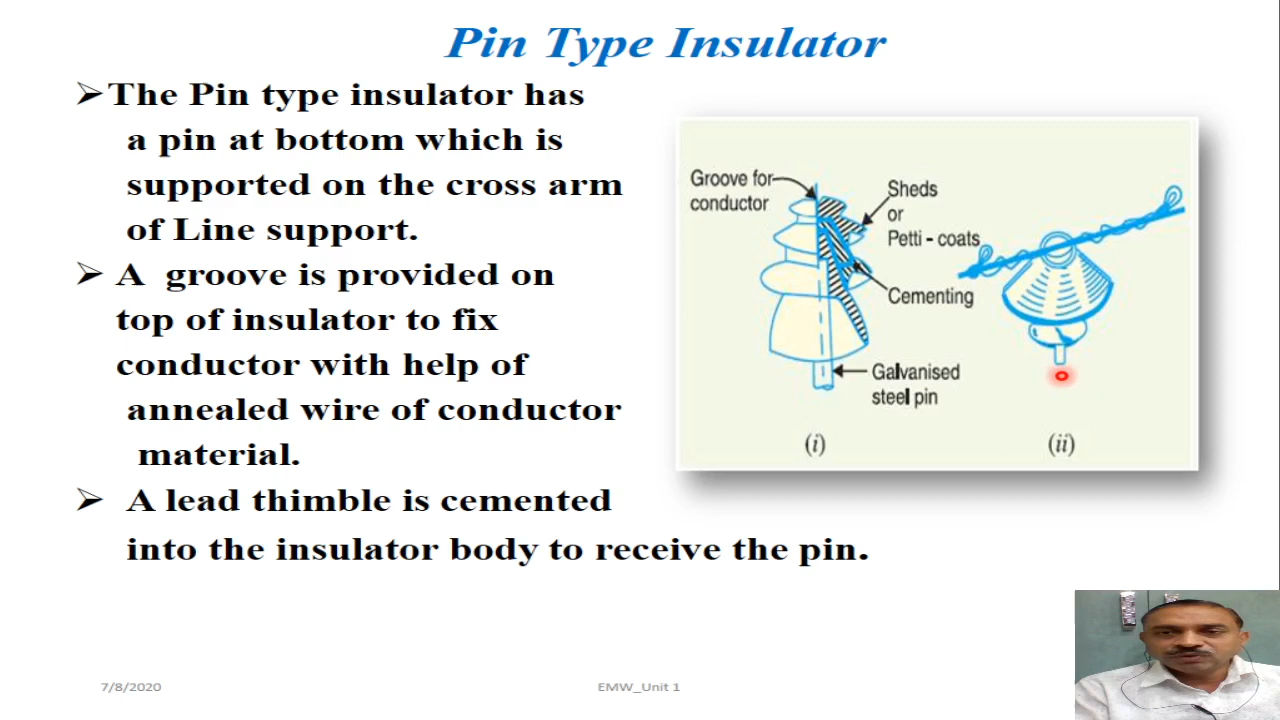 Pin Type Insulator
➢The Pin type insulator has
a pin at bottom which is
supported on the cross arm
of Line support.
➢ A groove is provided on
top of insulator to fix
conductor with help of
annealed wire of conductor
material.
➢ A lead thimble is cemented
into the insulator body to receive the pin.
Groove for
conductor
Sheds
or
Petti - coats
Cementing
Galvanised
steel pin
(i)
(ii)
7/8/2020
EMW_Unit 1